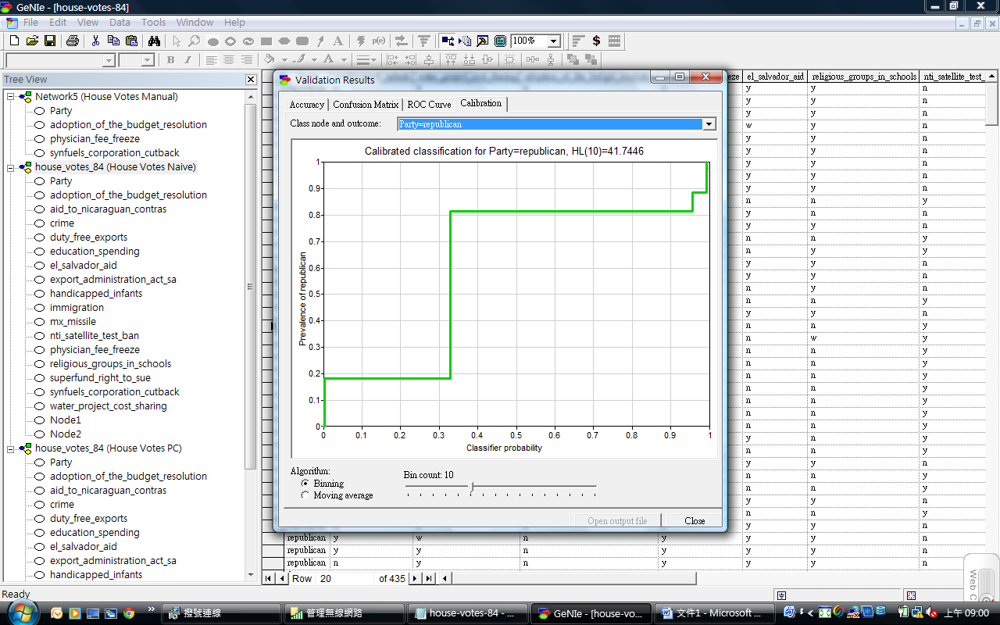 GeNIe - [house-votes-84]
File Edit View Data Tools Window Help
p(e)
100%
$
A
B I
A
Tree View
Network5 (House Votes Manual)
Party
adoption_of_the_budget_resolution
physician_fee_freeze
synfuels_corporation_cutback
house_votes_84 (House Votes Naive)
Party
adoption_of_the_budget_resolution
aid_to_nicaraguan_contras
crime
duty_free_exports
education_spending
el_salvador_aid
export_administration_act_sa
handicapped_infants
immigration
mx_missile
nti_satellite_test_ban
physician_fee_freeze
religious_groups_in_schools
superfund_right_to_sue
synfuels_corporation_cutback
water_project_cost_sharing
Node1
Node2
house_votes_84 (House Votes PC)
Party
adoption_of_the_budget_resolution
aid_to_nicaraguan_contras
crime
duty_free_exports
education_spending
el_salvador_aid
export_administration_act_sa
handicapped_infants
Validation Results
Accuracy Confusion Matrix ROC Curve Calibration
Class node and outcome: Party=republican
Calibrated classification for Party=republican, HL(10)=41.7446
1
0.9
0.8
0.7
0.6
0.5
0.4
0.3
0.2
0.1
0
Prevalence of republican
0 0.1 0.2 0.3 0.4 0.5 0.6 0.7 0.8 0.9 1
Classifier probability
Algorithm:
Binning
Moving average
Bin count: 10
Open output file Close
eze el_salvador_aid religious_groups_in_schools nti_satellite_test_
y y n
y y n
w y n
y y n
y y n
y y n
y y n
y y n
y y n
n n y
y n n
y y n
n y y
n y y
y y n
y y n
n n y
n n y
y y n
n n y
n w y
n n y
n n y
n n y
n n y
n n y
n y n
n n y
n n y
n n y
y y n
n n y
y y n
y y n
n n y
y y n
republican y w n y y y n
republican y y n y y y n
republican n y n y y y n
Row 20 of 435
Ready
Web C
撥號連線
管理無線網路
house-votes-84 - ...
GeNIe - [house-vo...
文件1 - Microsoft ...
上午 09:00